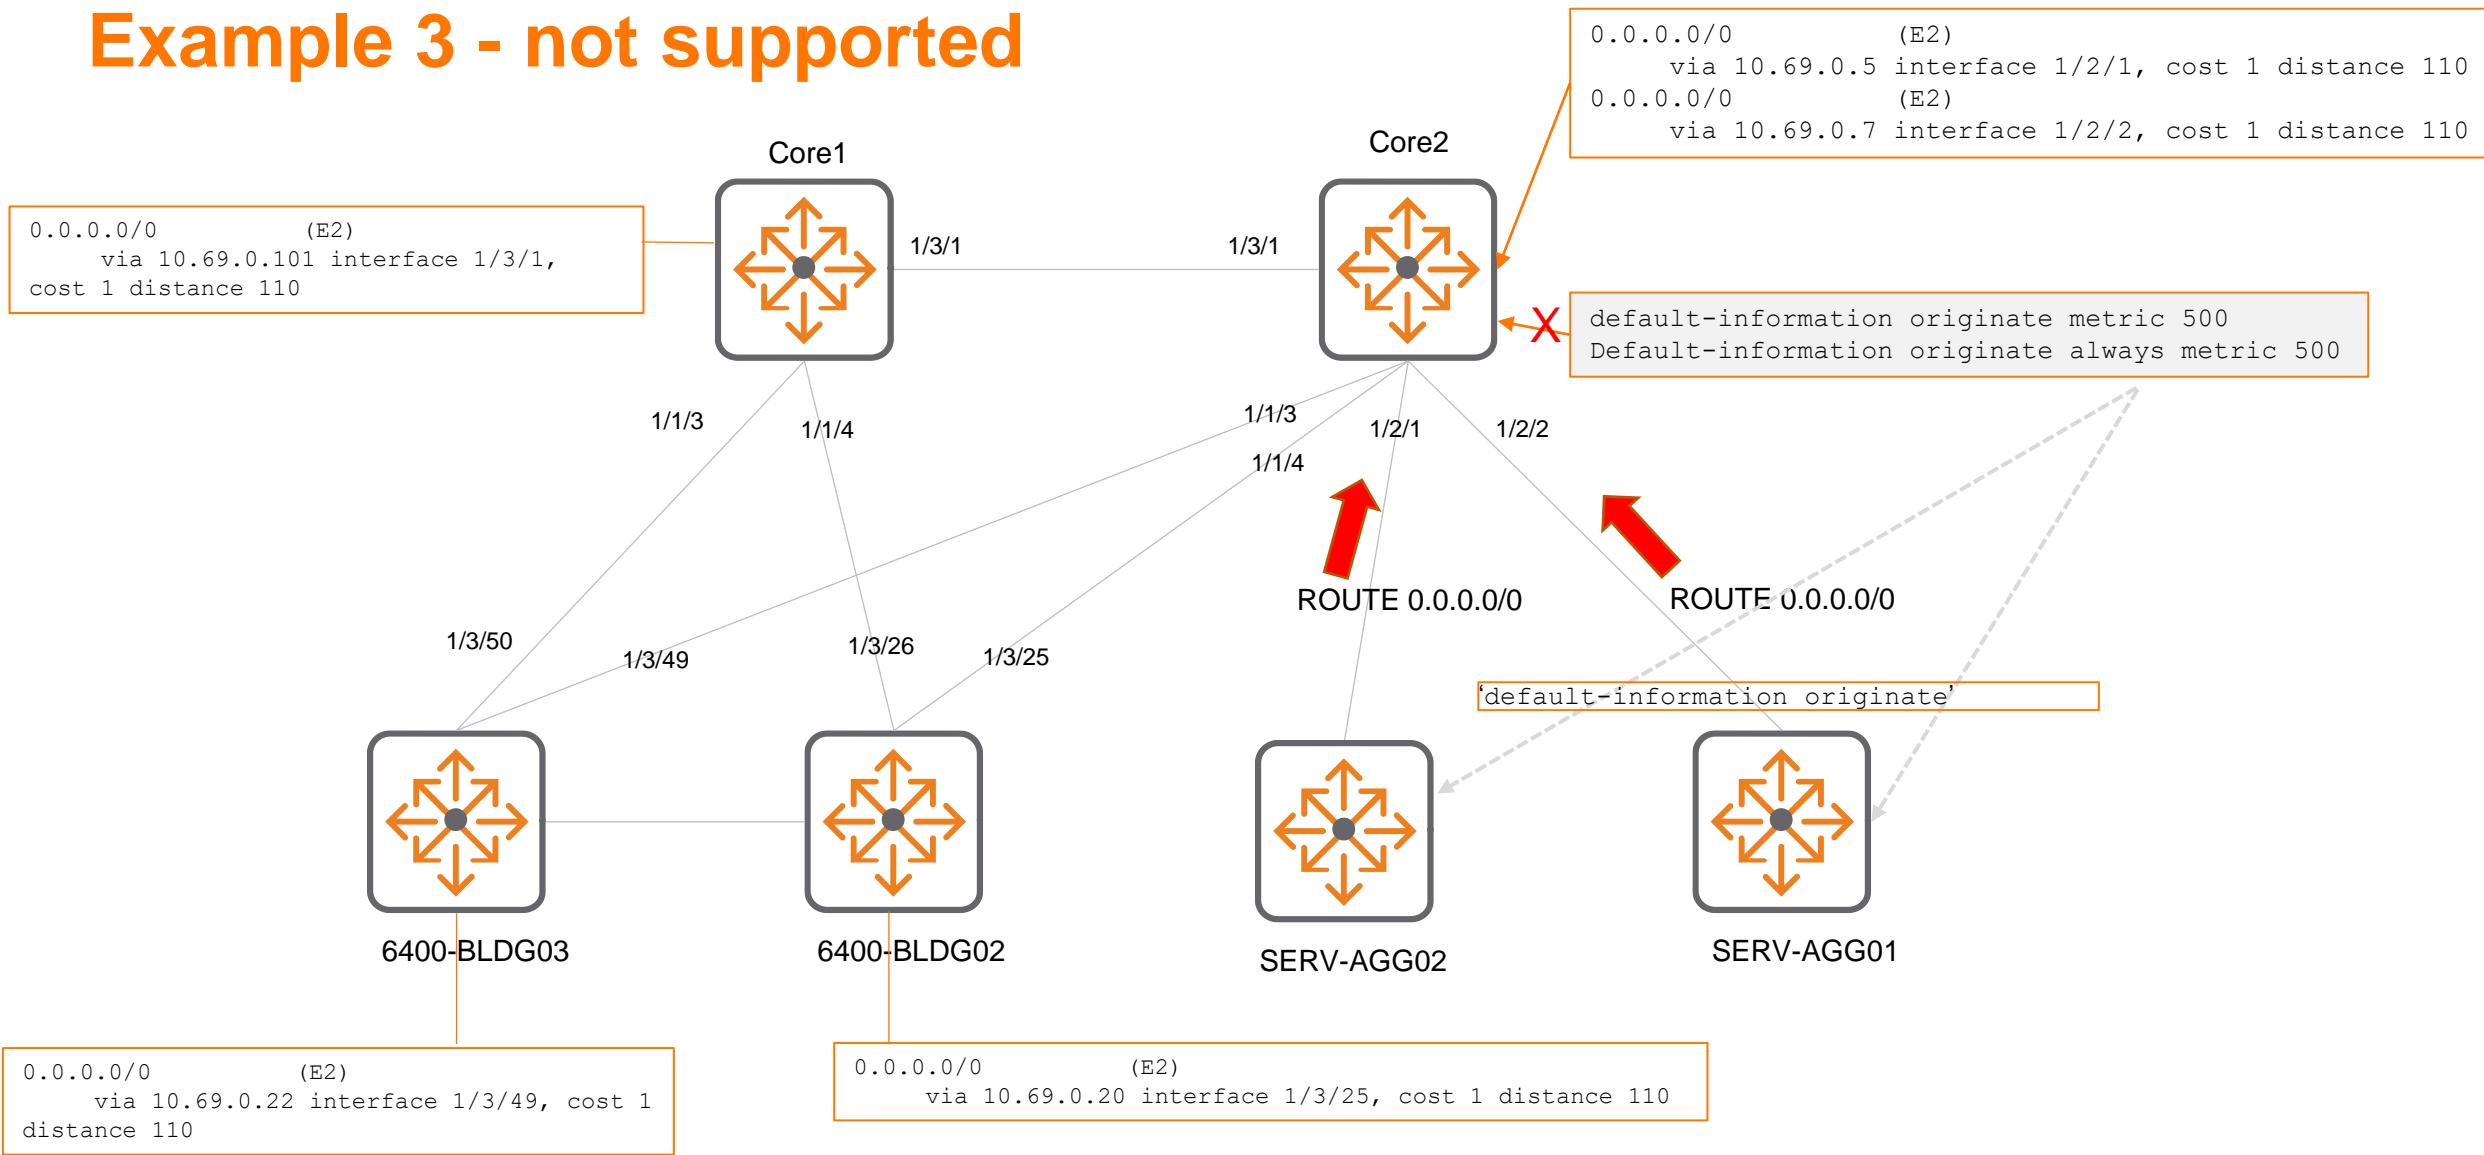 Example 3 - not supported
0.0.0.0/0 (E2)
via 10.69.0.5 interface 1/2/1, cost 1 distance 110
0.0.0.0/0 (E2)
via 10.69.0.7 interface 1/2/2, cost 1 distance 110
Core1
Core2
0.0.0.0/0 (E2)
via 10.69.0.101 interface 1/3/1,
cost 1 distance 110
1/3/1
1/3/1
X
default-information originate metric 500
Default-information originate always metric 500
1/1/3
1/1/4
1/1/3
1/2/1
1/2/2
1/1/4
ROUTE 0.0.0.0/0
ROUTE 0.0.0.0/0
1/3/50
1/3/49
1/3/26
1/3/25
‘default-information originate’
6400-BLDG03
6400-BLDG02
SERV-AGG02
SERV-AGG01
0.0.0.0/0 (E2)
via 10.69.0.22 interface 1/3/49, cost 1
distance 110
0.0.0.0/0 (E2)
via 10.69.0.20 interface 1/3/25, cost 1 distance 110